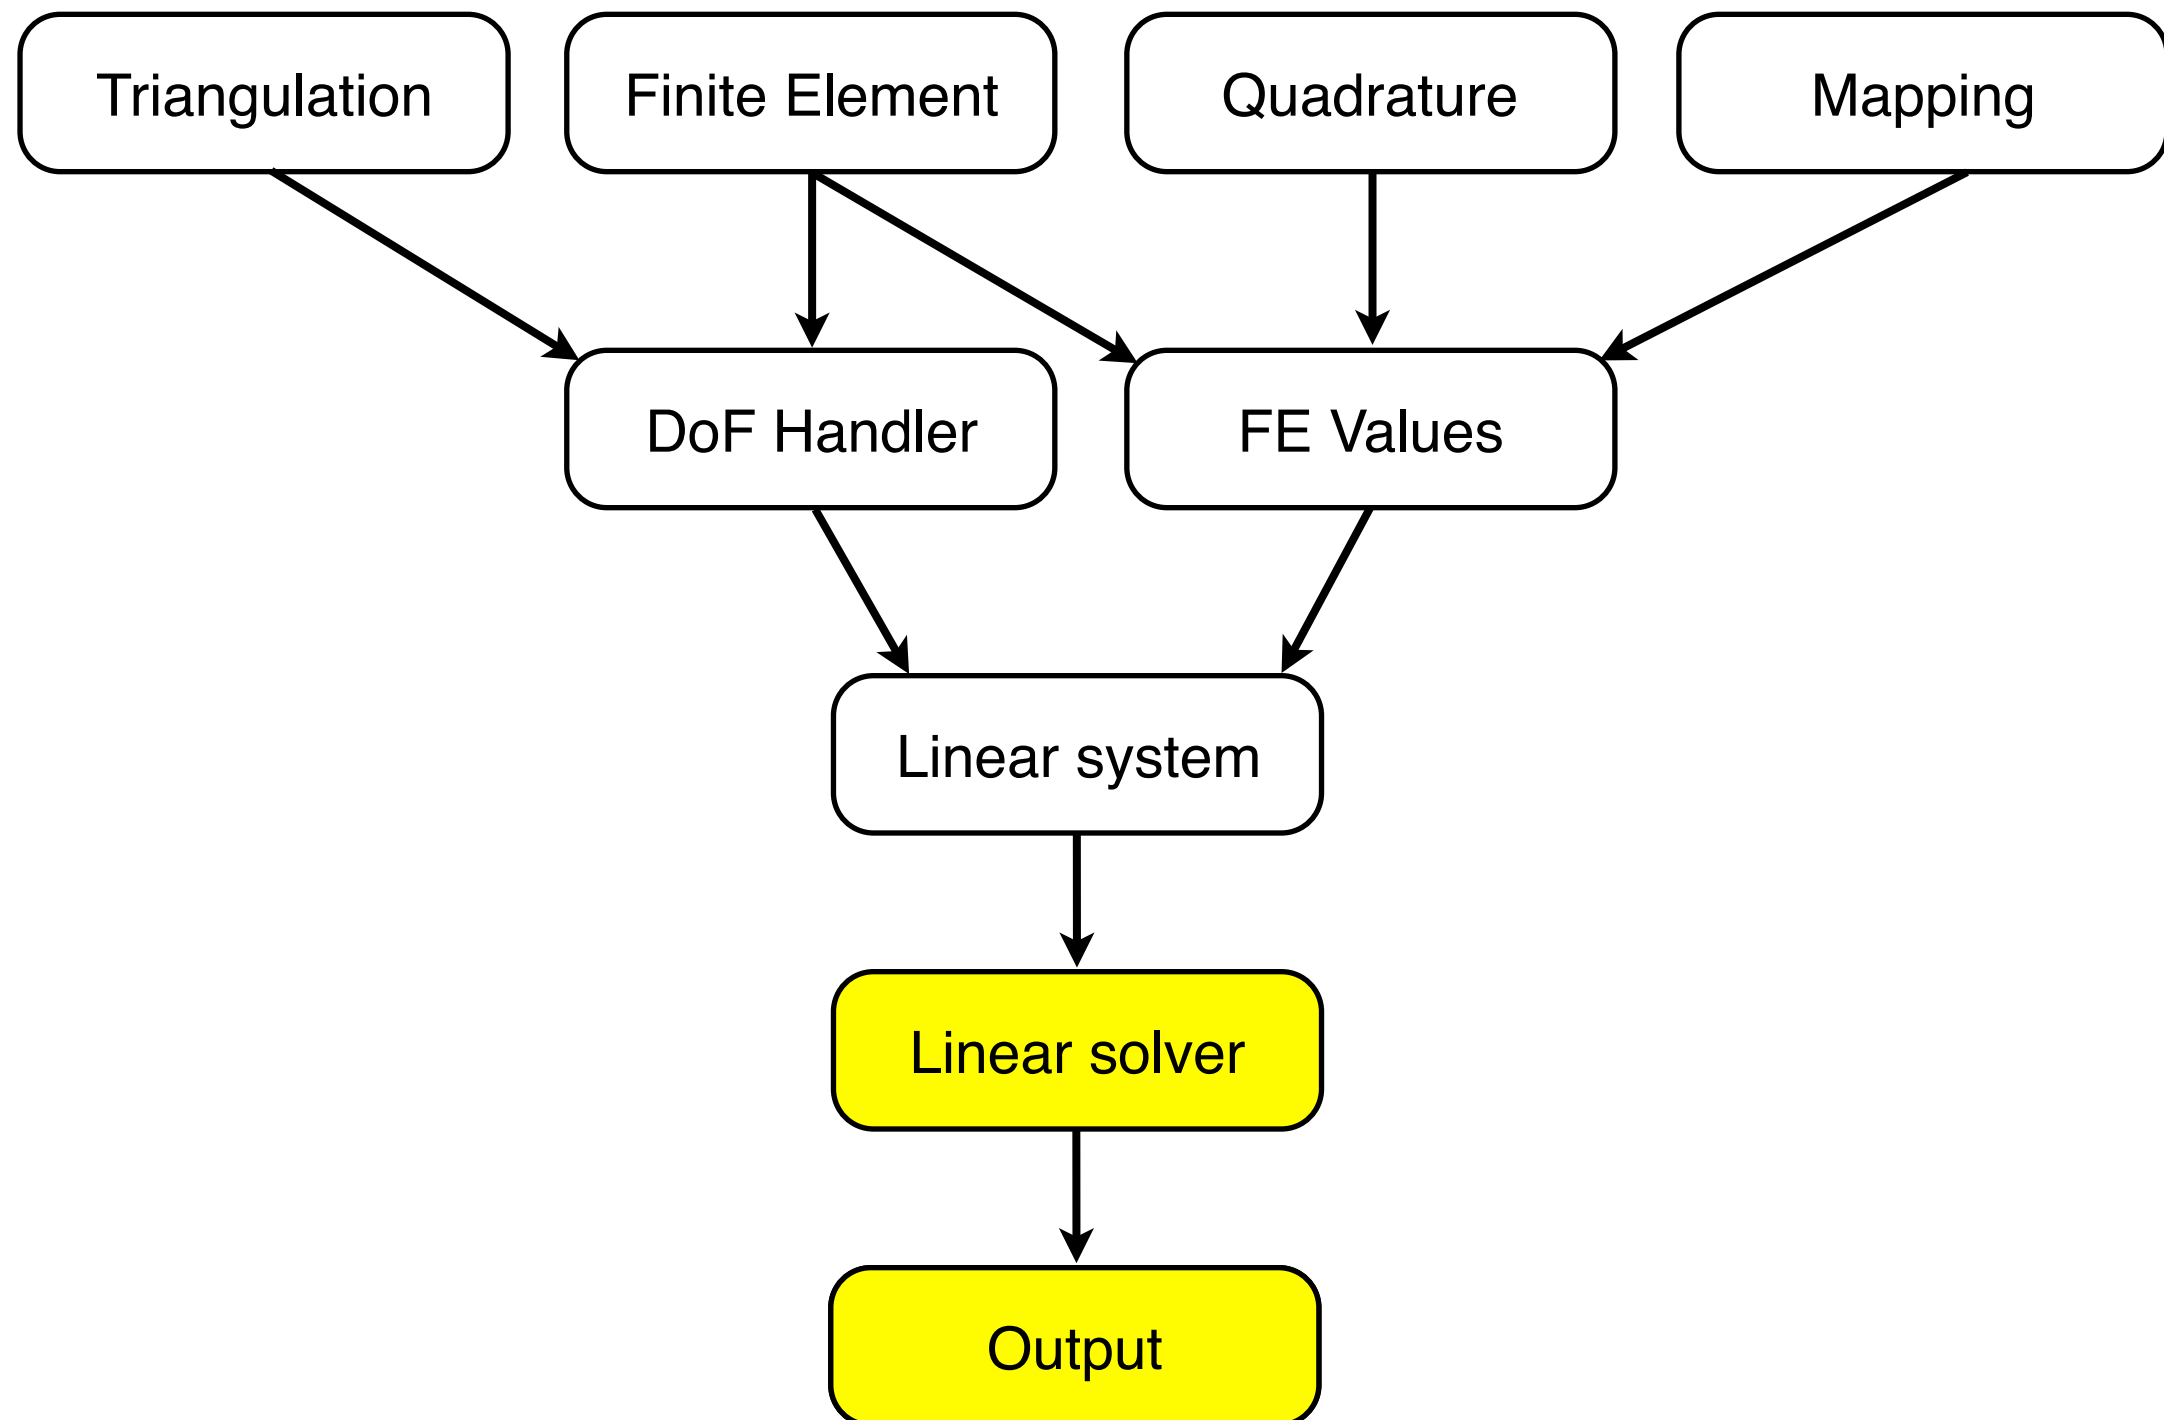 Triangulation
Finite Element
Quadrature
Mapping
DoF Handler
FE Values
Linear system
Linear solver
Output